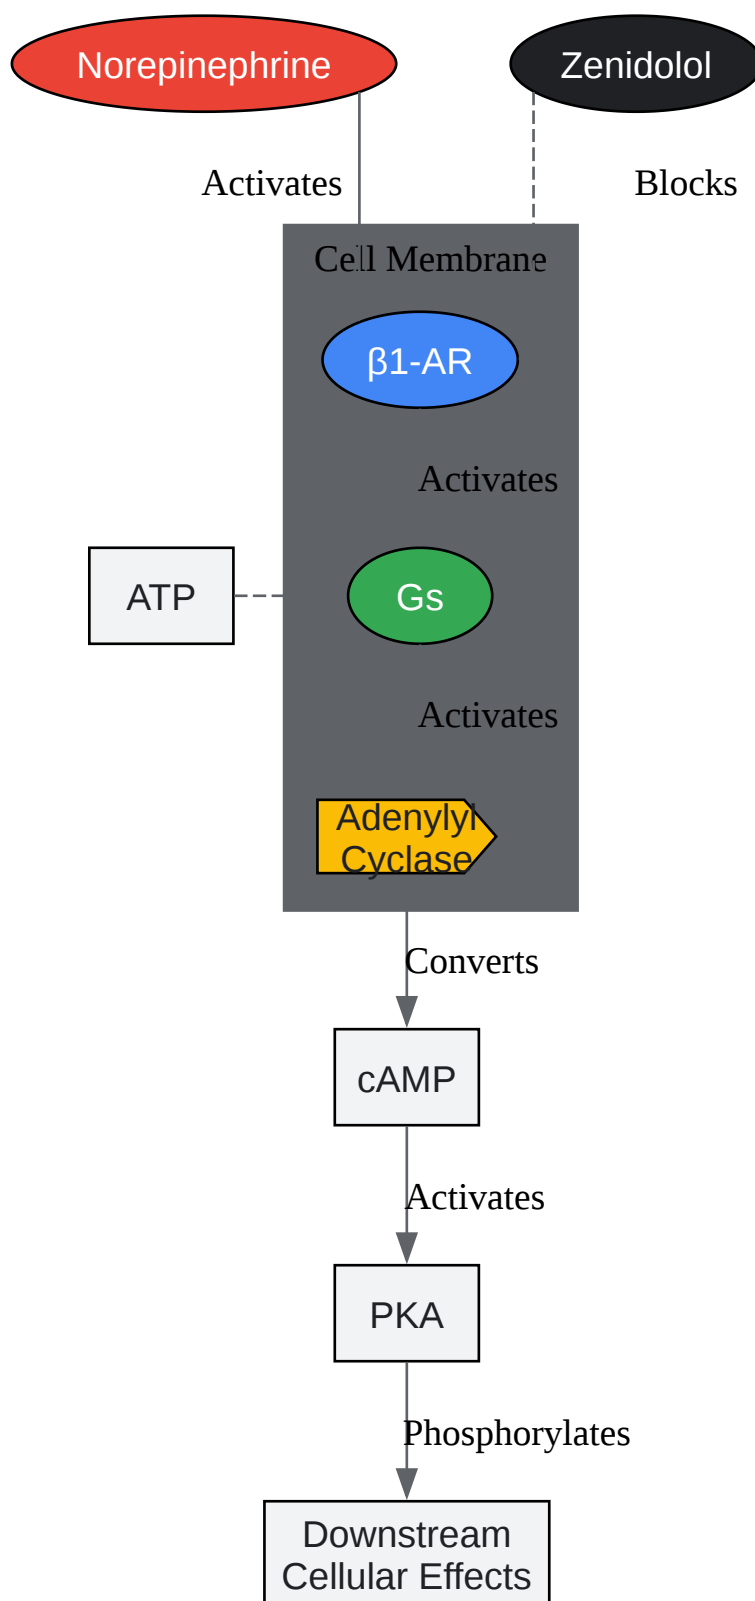 Norepinephrine
Zenidolol
Activates
Blocks
Cell Membrane
β1-AR
Activates
ATP
Gs
Activates
Adenylyl
Cyclase
Converts
cAMP
Activates
PKA
Phosphorylates
Downstream
Cellular Effects